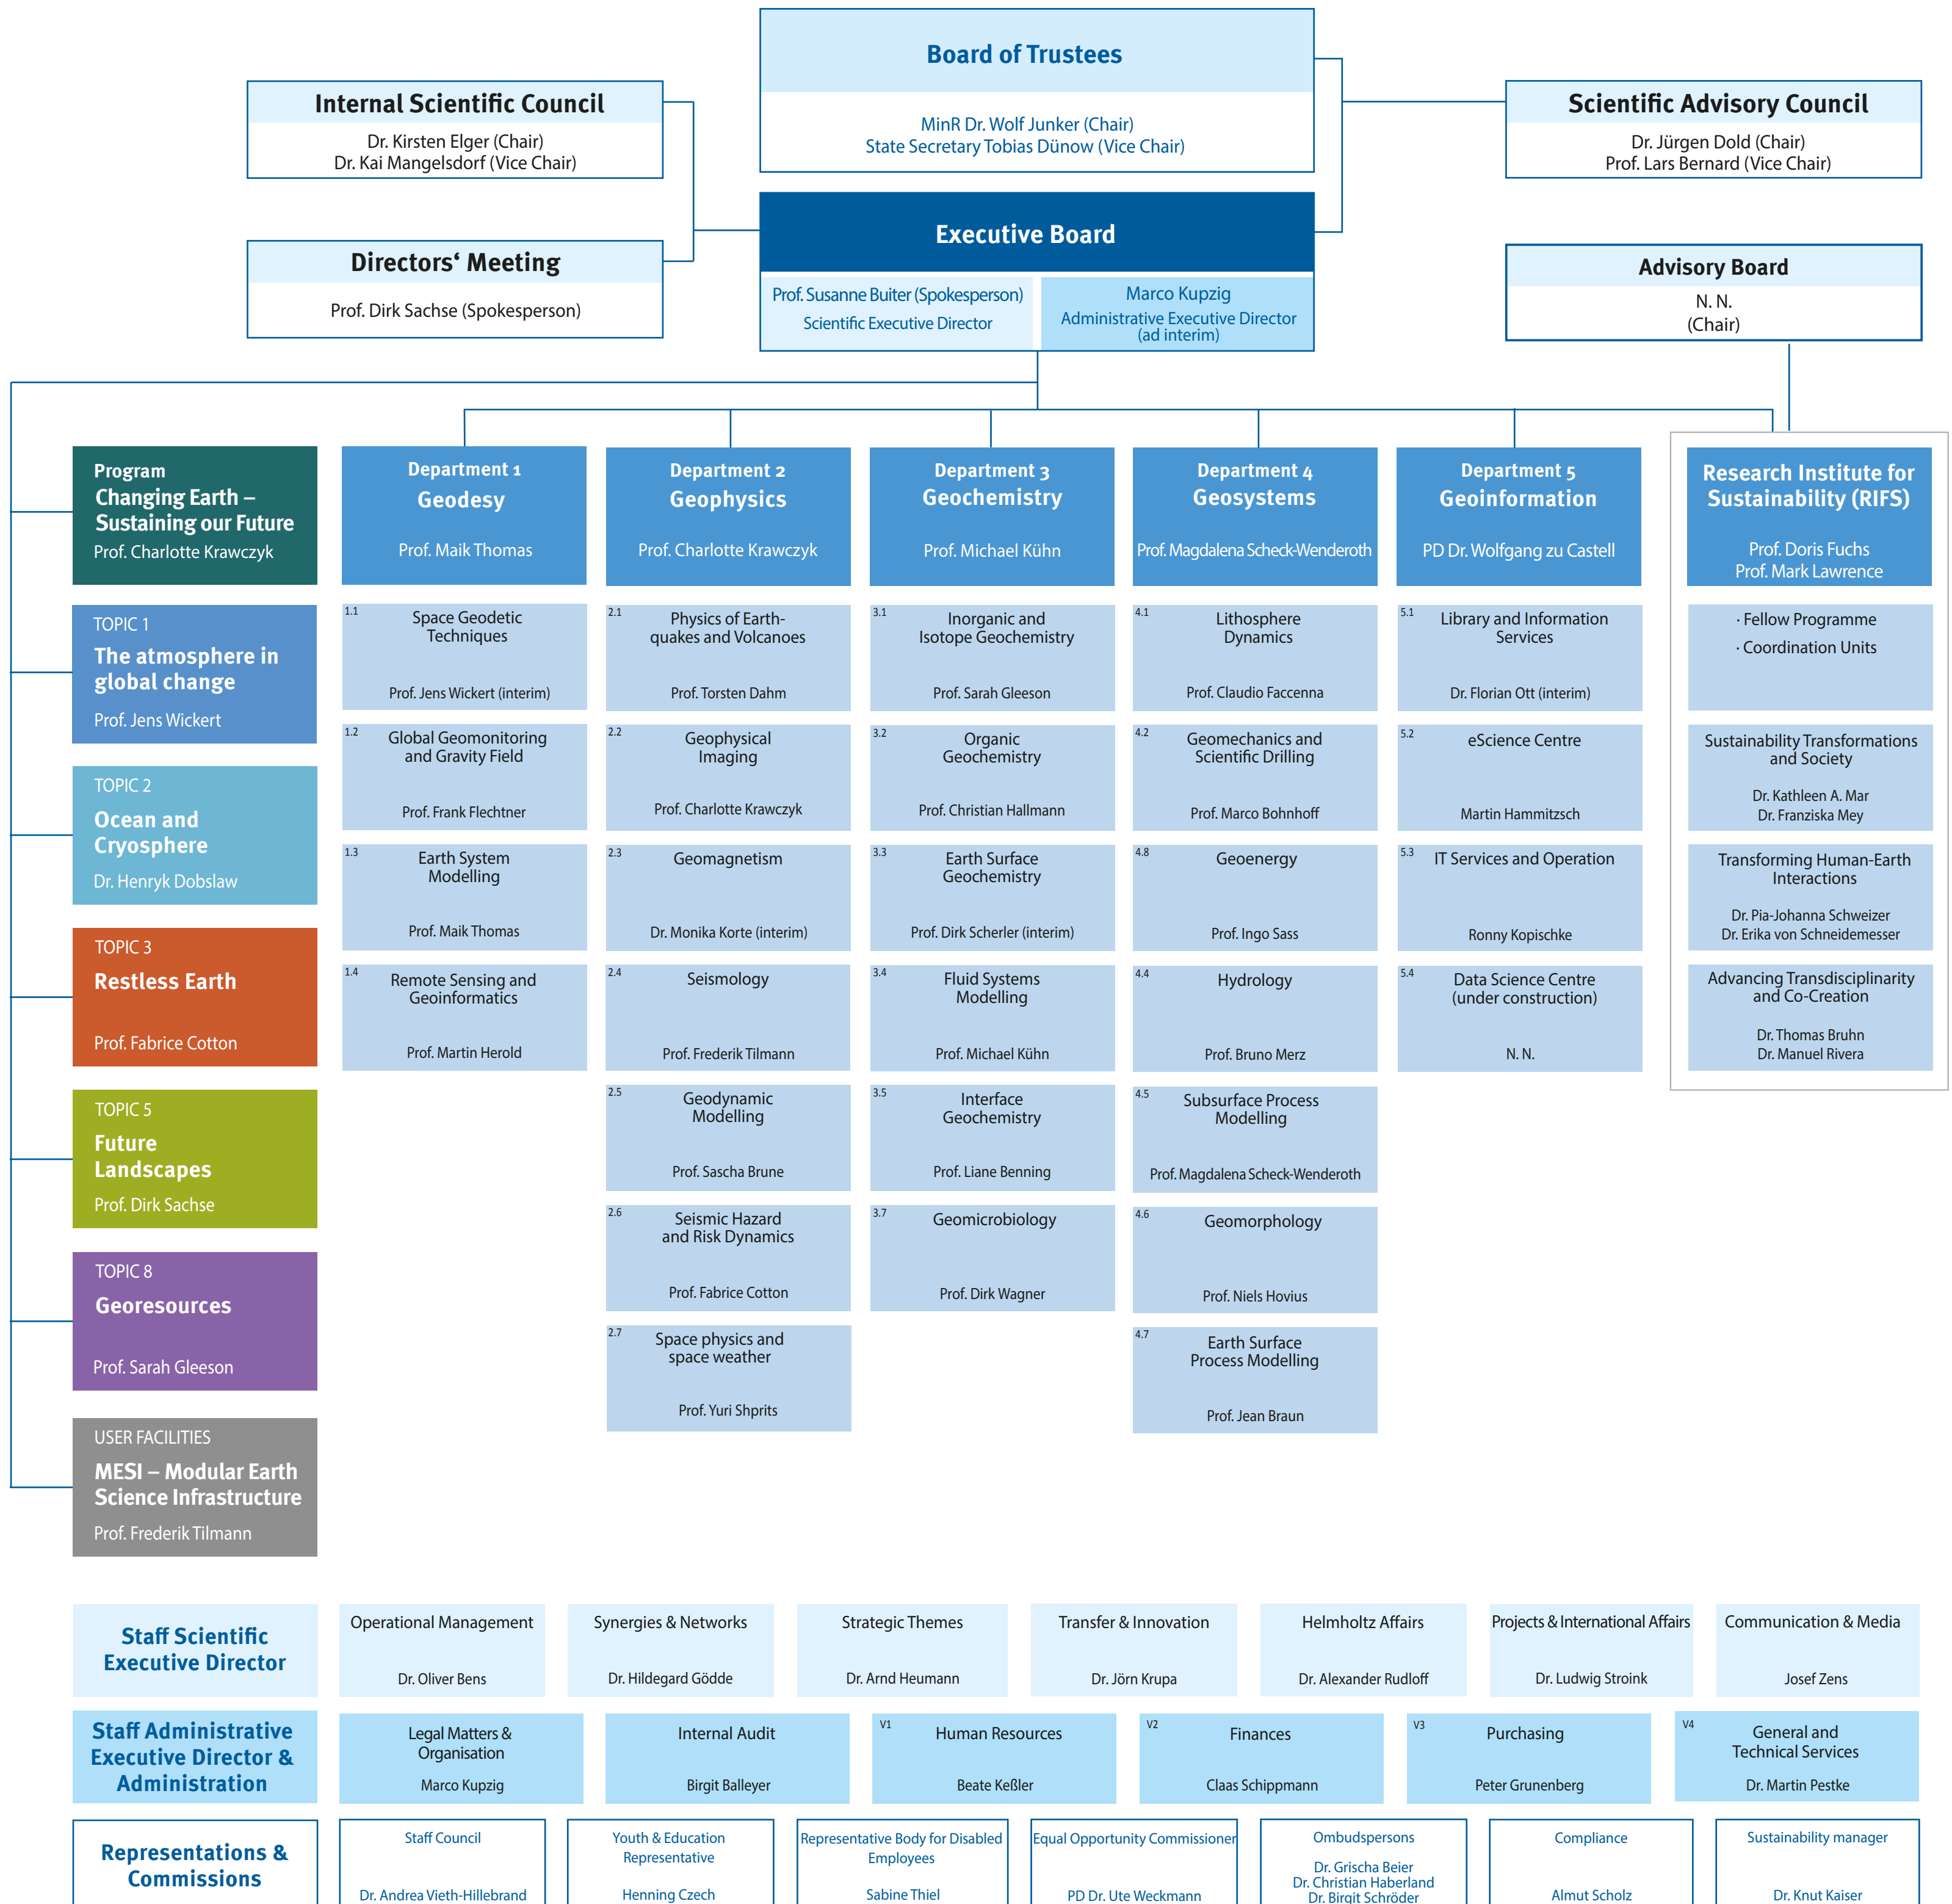 Board of Trustees
MinR Dr. Wolf Junker (Chair)
State Secretary Tobias Dünow (Vice Chair)
Internal Scientific Council
Dr. Kirsten Elger (Chair)
Dr. Kai Mangelsdorf (Vice Chair)
Scientific Advisory Council
Dr. Jürgen Dold (Chair)
Prof. Lars Bernard (Vice Chair)
Executive Board
Prof. Susanne Buiter (Spokesperson)
Scientific Executive Director
Marco Kupzig
Administrative Executive Director
(ad interim)
Directors‘ Meeting
Prof. Dirk Sachse (Spokesperson)
Advisory Board
N. N.
(Chair)
Program
Changing Earth –
Sustaining our Future
Prof. Charlotte Krawczyk
TOPIC 1
The atmosphere in
global change
Prof. Jens Wickert
TOPIC 2
Ocean and
Cryosphere
Dr. Henryk Dobslaw
TOPIC 3
Restless Earth
Prof. Fabrice Cotton
TOPIC 5
Future
Landscapes
Prof. Dirk Sachse
TOPIC 8
Georesources
Prof. Sarah Gleeson
USER FACILITIES
MESI – Modular Earth
Science Infrastructure
Prof. Frederik Tilmann
Department 1
Geodesy
Prof. Maik Thomas
1.1
Space Geodetic
Techniques
Prof. Jens Wickert (interim)
1.2
Global Geomonitoring
and Gravity Field
Prof. Frank Flechtner
1.3
Earth System
Modelling
Prof. Maik Thomas
1.4
Remote Sensing and
Geoinformatics
Prof. Martin Herold
Department 2
Geophysics
Prof. Charlotte Krawczyk
2.1
Physics of Earth-
quakes and Volcanoes
Prof. Torsten Dahm
2.2
Geophysical
Imaging
Prof. Charlotte Krawczyk
2.3
Geomagnetism
Dr. Monika Korte (interim)
2.4
Seismology
Prof. Frederik Tilmann
2.5
Geodynamic
Modelling
Prof. Sascha Brune
2.6
Seismic Hazard
and Risk Dynamics
Prof. Fabrice Cotton
2.7
Space physics and
space weather
Prof. Yuri Shprits
Department 3
Geochemistry
Prof. Michael Kühn
3.1
Inorganic and
Isotope Geochemistry
Prof. Sarah Gleeson
3.2
Organic
Geochemistry
Prof. Christian Hallmann
3.3
Earth Surface
Geochemistry
Prof. Dirk Scherler (interim)
3.4
Fluid Systems
Modelling
Prof. Michael Kühn
3.5
Interface
Geochemistry
Prof. Liane Benning
3.7
Geomicrobiology
Prof. Dirk Wagner
Department 4
Geosystems
Prof. Magdalena Scheck-Wenderoth
4.1
Lithosphere
Dynamics
Prof. Claudio Faccenna
4.2
Geomechanics and
Scientific Drilling
Prof. Marco Bohnhoff
4.8
Geoenergy
Prof. Ingo Sass
4.4
Hydrology
Prof. Bruno Merz
4.5
Subsurface Process
Modelling
Prof. Magdalena Scheck-Wenderoth
4.6
Geomorphology
Prof. Niels Hovius
4.7
Earth Surface
Process Modelling
Prof. Jean Braun
Department 5
Geoinformation
PD Dr. Wolfgang zu Castell
5.1
Library and Information
Services
Dr. Florian Ott (interim)
5.2
eScience Centre
Martin Hammitzsch
5.3
IT Services and Operation
Ronny Kopischke
5.4
Data Science Centre
(under construction)
N. N.
Research Institute for
Sustainability (RIFS)
Prof. Doris Fuchs
Prof. Mark Lawrence
· Fellow Programme
· Coordination Units
Sustainability Transformations
and Society
Dr. Kathleen A. Mar
Dr. Franziska Mey
Transforming Human-Earth
Interactions
Dr. Pia-Johanna Schweizer
Dr. Erika von Schneidemesser
Advancing Transdisciplinarity
and Co-Creation
Dr. Thomas Bruhn
Dr. Manuel Rivera
Staff Scientific
Executive Director
Operational Management
Dr. Oliver Bens
Synergies & Networks
Dr. Hildegard Gödde
Strategic Themes
Dr. Arnd Heumann
Transfer & Innovation
Dr. Jörn Krupa
Helmholtz Affairs
Dr. Alexander Rudloff
Projects & International Affairs
Dr. Ludwig Stroink
Communication & Media
Josef Zens
Staff Administrative
Executive Director &
Administration
Legal Matters &
Organisation
Marco Kupzig
Internal Audit
Birgit Balleyer
V1
Human Resources
Beate Keßler
V2
Finances
Claas Schippmann
V3
Purchasing
Peter Grunenberg
V4
General and
Technical Services
Dr. Martin Pestke
Representations &
Commissions
Staff Council
Dr. Andrea Vieth-Hillebrand
Youth & Education
Representative
Henning Czech
Representative Body for Disabled
Employees
Sabine Thiel
Equal Opportunity Commissioner
PD Dr. Ute Weckmann
Ombudspersons
Dr. Grischa Beier
Dr. Christian Haberland
Dr. Birgit Schröder
Compliance
Almut Scholz
Sustainability manager
Dr. Knut Kaiser